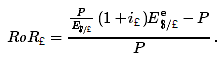 RoR_£ = \frac{\frac{P}{E_{$/£}} (1 + i_£) E^e_{$/£} - P}{P} .